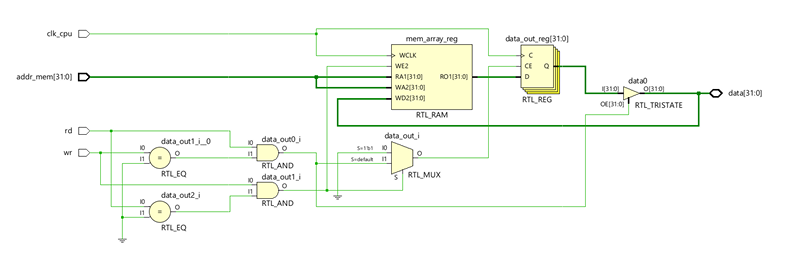 mem_array_reg
data_out_reg[31:0]
clk_cpu
WCLK
C
WE2
CE
Q
addr_mem[31:0]
RA1[31:0]
RO1[31:0]
D
WA2[31:0]
WD2[31:0]
RTL_RAM
RTL_REG
data0
I[31:0]
O[31:0]
OE[31:0]
RTL_TRISTATE
data[31:0]
rd
wr
data_out1_i__0
I0
I1
=
O
RTL_EQ
data_out0_i
I0
I1
O
RTL_AND
data_out1_i
I0
I1
O
RTL_AND
data_out2_i
I0
I1
=
O
RTL_EQ
data_out_i
S=1'b1
I0
S=default
I1
O
S
RTL_MUX